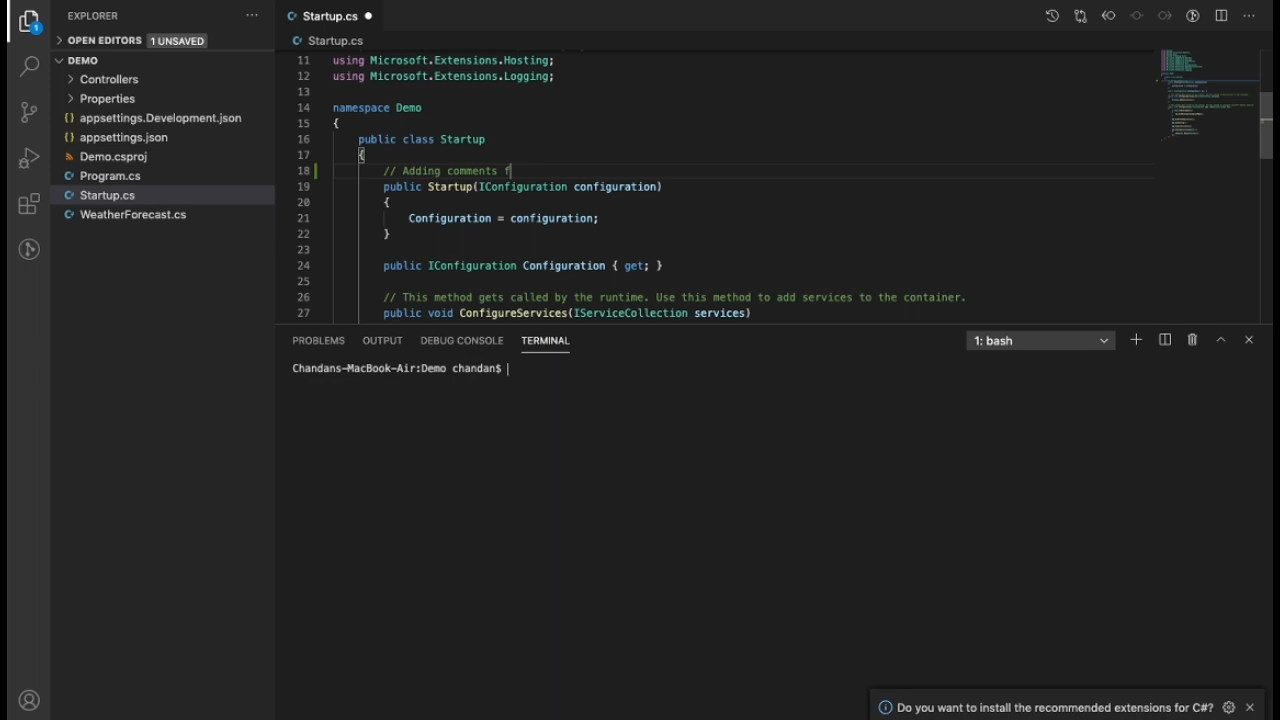 EXPLORER
OPEN EDITORS 1 UNSAVED
DEMO
Controllers
Properties
{} appsettings.Development.json
{} appsettings.json
Demo.csproj
Program.cs
Startup.cs
WeatherForecast.cs
1
Startup.cs
Startup.cs
11 using Microsoft.Extensions.Hosting;
12 using Microsoft.Extensions.Logging;
13
14 namespace Demo
15 {
16 public class Startup
17 {
18 // Adding comments f
19 public Startup(IConfiguration configuration)
20 {
21 Configuration = configuration;
22 }
23
24 public IConfiguration Configuration { get; }
25
26 // This method gets called by the runtime. Use this method to add services to the container.
27 public void ConfigureServices(IServiceCollection services)
PROBLEMS OUTPUT DEBUG CONSOLE TERMINAL 1: bash
Chandans-MacBook-Air:Demo chandan$
Do you want to install the recommended extensions for C#?